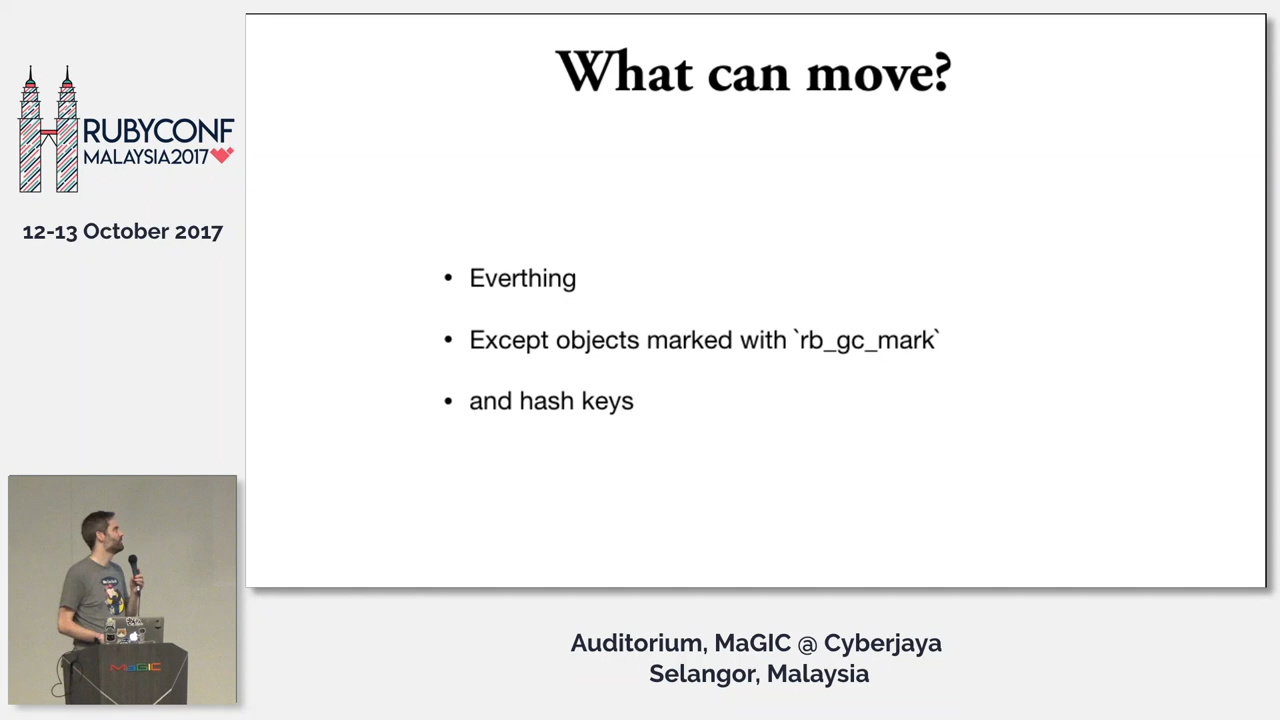 What can move?
RUBYCONF
MALAYSIA2017
12-13 October 2017
• Everthing
• Except objects marked with `rb_gc_mark`
• and hash keys
MaGIC
Auditorium, MaGIC @ Cyberjaya
Selangor, Malaysia